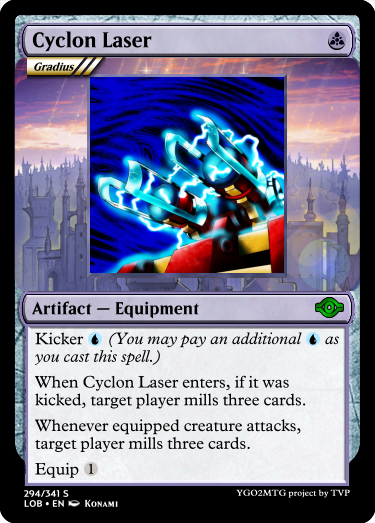 Cyclon Laser
Gradius
Artifact — Equipment
Kicker (You may pay an additional as
you cast this spell.)
When Cyclon Laser enters, if it was
kicked, target player mills three cards.
Whenever equipped creature attacks,
target player mills three cards.
Equip 1
294/341 S
YGO2MTG project by TVP
LOB • EN Konami